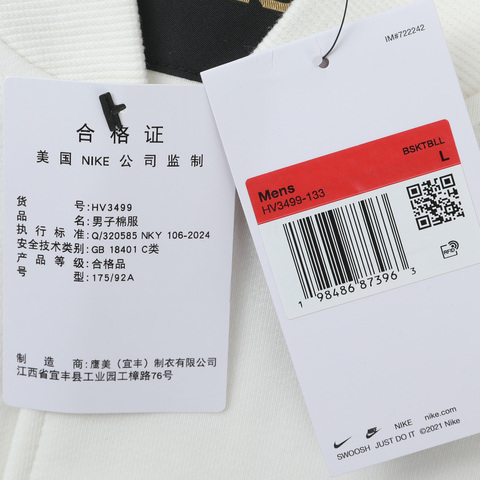 合格证
美国 NIKE 公司监制
货号:HV3499
品名:男子棉服
执行标准:Q/320585 NKY 106-2024
安全技术类别:GB 18401 C类
产品等级:合格品
号型:175/92A
制造商:鹰美（宜丰）制衣有限公司
江西省宜丰县工业园工樟路76号
IM#722242
BSKTBLL
L
Mens
HV3499-133
RFID
1 98486 87396 3
NIKE nike.com
SWOOSH JUST DO IT ©2021 Nike